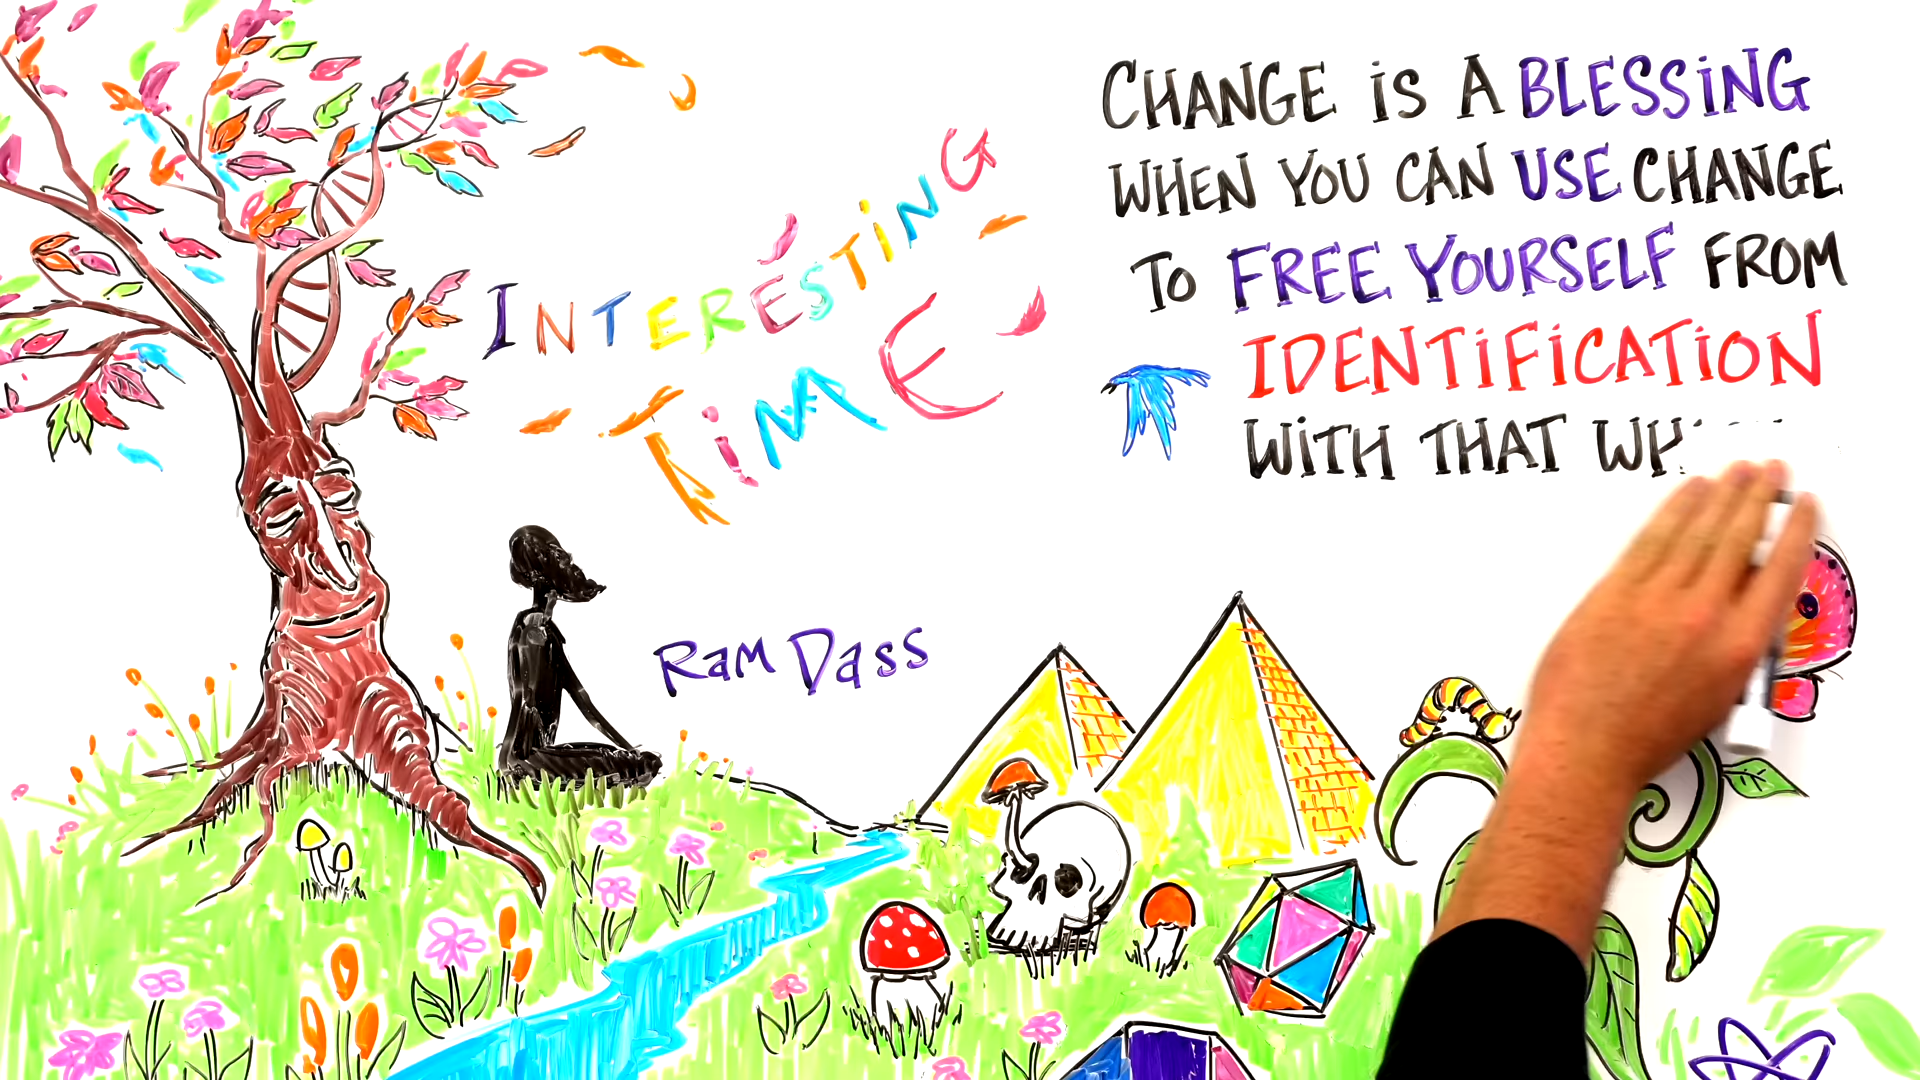 INTERESTING
TiME
CHANGE iS A BLESSiNG
WHEN YOU CAN USE CHANGE
TO FREE YOURSELF FROM
IDENTiFiCATiON
WiTH THAT
RAM DASS